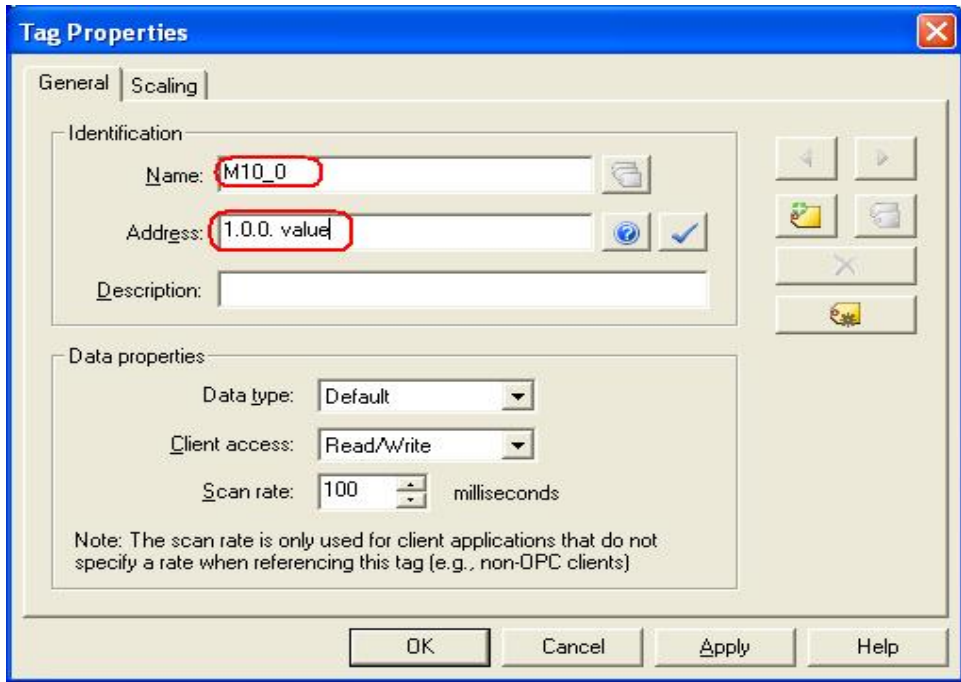 Tag Properties
General Scaling
Identification
Name: M10_0
Address: 1.0.0. value
Description:
Data properties
Data type: Default
Client access: Read/Write
Scan rate: 100 milliseconds
Note: The scan rate is only used for client applications that do not
specify a rate when referencing this tag (e.g., non-OPC clients)
OK Cancel Apply Help